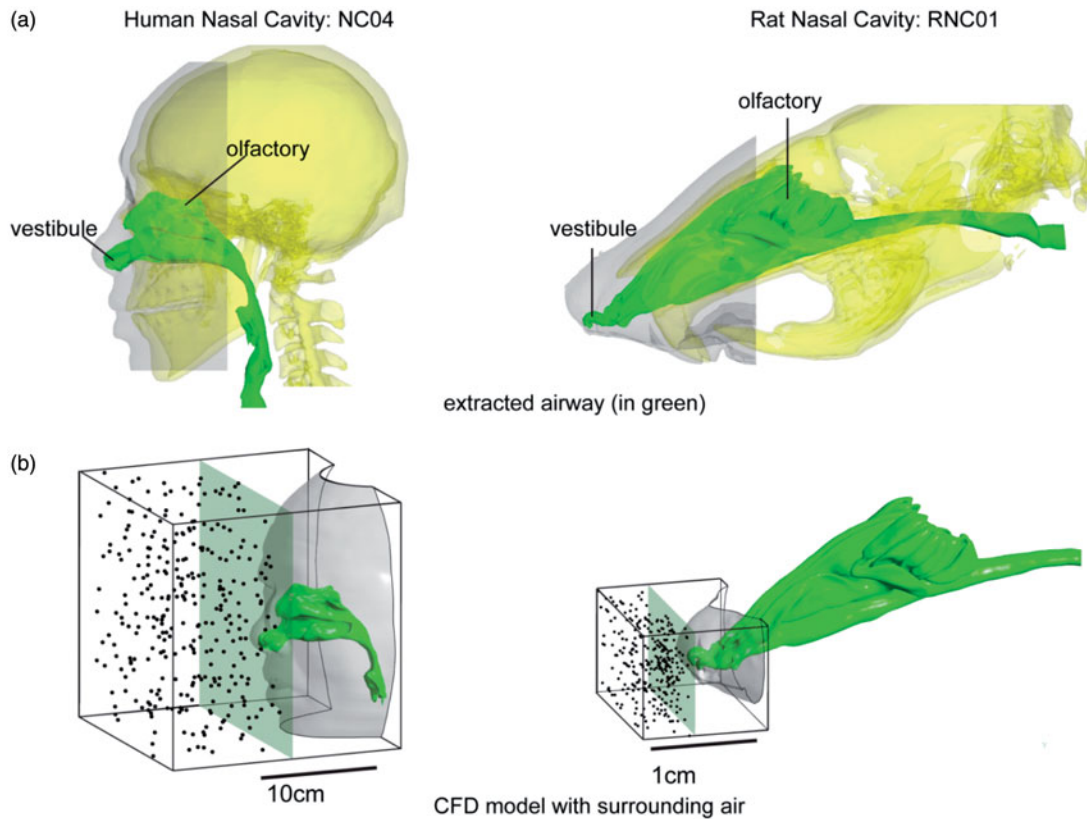 (a)
Human Nasal Cavity: NC04
Rat Nasal Cavity: RNC01
olfactory
vestibule
olfactory
vestibule
extracted airway (in green)
(b)
10cm
1cm
CFD model with surrounding air